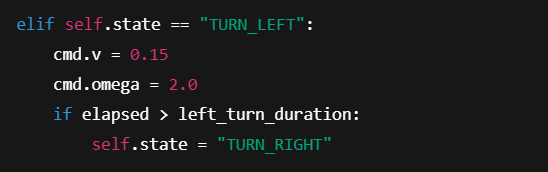 elif self.state == "TURN_LEFT":
    cmd.v = 0.15
    cmd.omega = 2.0
    if elapsed > left_turn_duration:
        self.state = "TURN_RIGHT"